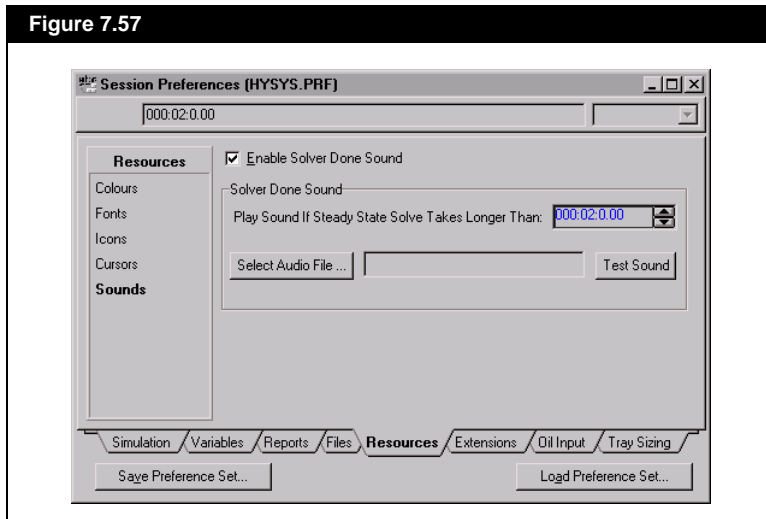 Figure 7.57
Session Preferences (HYSYS.PRF)
000:02:0.00
Resources
Colours
Fonts
Icons
Cursors
Sounds
Enable Solver Done Sound
Solver Done Sound
Play Sound If Steady State Solve Takes Longer Than: 000:02:0.00
Select Audio File ... Test Sound
Simulation Variables Reports Files Resources Extensions Oil Input Tray Sizing
Save Preference Set... Load Preference Set...